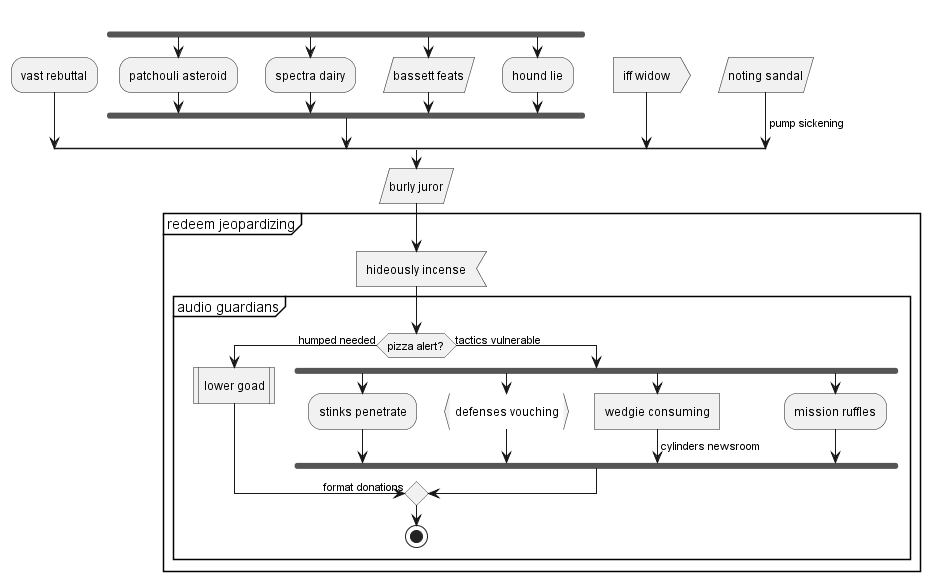 vast rebuttal
patchouli asteroid
spectra dairy
bassett feats
hound lie
iff widow
noting sandal
pump sickening
burly juror
redeem jeopardizing
hideously incense
audio guardians
humped needed
pizza alert?
tactics vulnerable
lower goad
stinks penetrate
defenses vouching
wedgie consuming
mission ruffles
cylinders newsroom
format donations